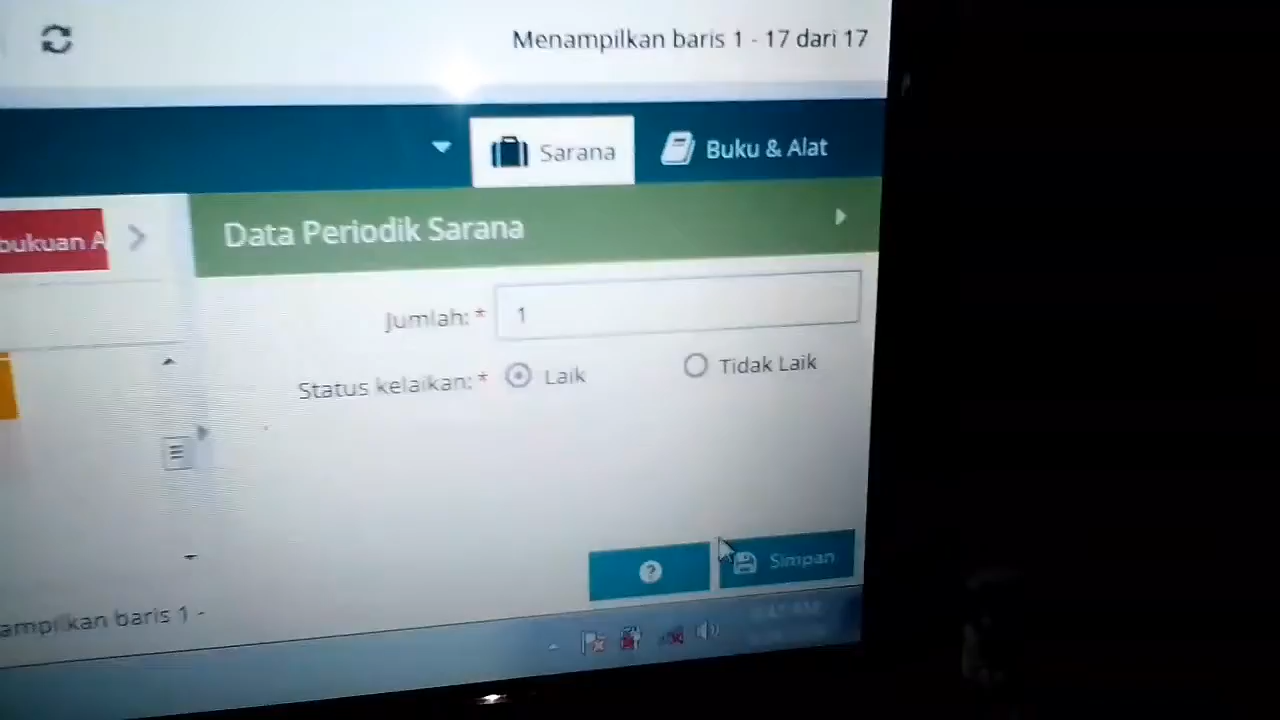 Menampilkan baris 1 - 17 dari 17
Sarana
Buku & Alat
bukuan A
Data Periodik Sarana
Jumlah: * 1
Status kelaikan: * Laik Tidak Laik
? Simpan
ampilkan baris 1 -